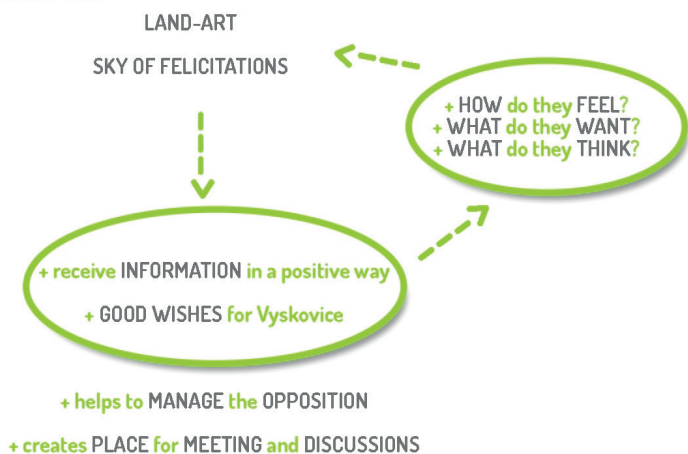 LAND-ART
SKY OF FELICITATIONS
+ HOW do they FEEL?
+ WHAT do they WANT?
+ WHAT do they THINK?
+ receive INFORMATION in a positive way
+ GOOD WISHES for Vyskovice
+ helps to MANAGE the OPPOSITION
+ creates PLACE for MEETING and DISCUSSIONS